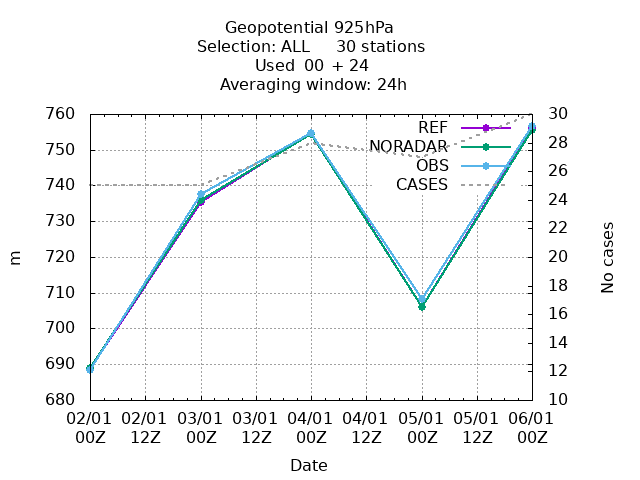 Geopotential 925hPa
Selection: ALL     30 stations
Used  00 + 24
Averaging window: 24h
760
750
740
730
720
710
700
690
680
30
28
26
24
22
20
18
16
14
12
10
REF
NORADAR
OBS
CASES
m
No cases
02/01 02/01 03/01 03/01 04/01 04/01 05/01 05/01 06/01
00Z 12Z 00Z 12Z 00Z 12Z 00Z 12Z 00Z
Date